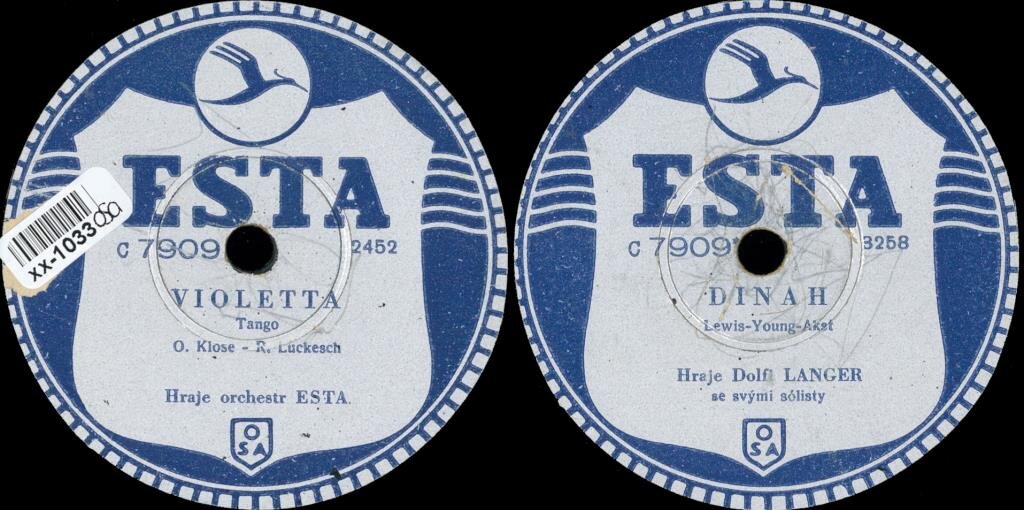 ESTA
C 7909
2452
VIOLETTA
Tango
O. Klose - R. Luckesch
Hraje orchestr ESTA.
OSA
xx-1033
ESTA
C 7909
3258
DINAH
Lewis-Young-Akst
Hraje Dolfi LANGER
se svými sólisty
OSA